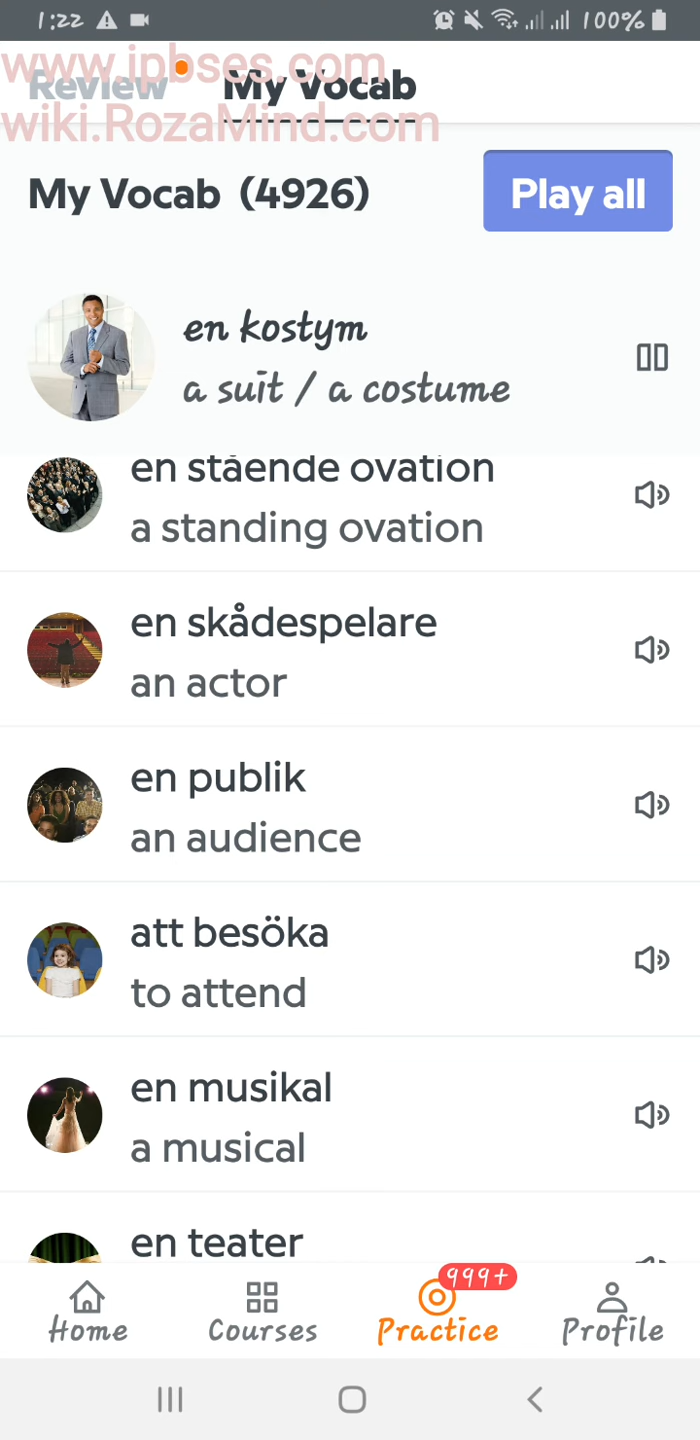 1:22 100%
www.ipbses.com
Review My Vocab
wiki.RozaMind.com
My Vocab (4926) Play all
en kostym
a suit / a costume
en stående ovation
a standing ovation
en skådespelare
an actor
en publik
an audience
att besöka
to attend
en musikal
a musical
en teater
999+
Home Courses Practice Profile